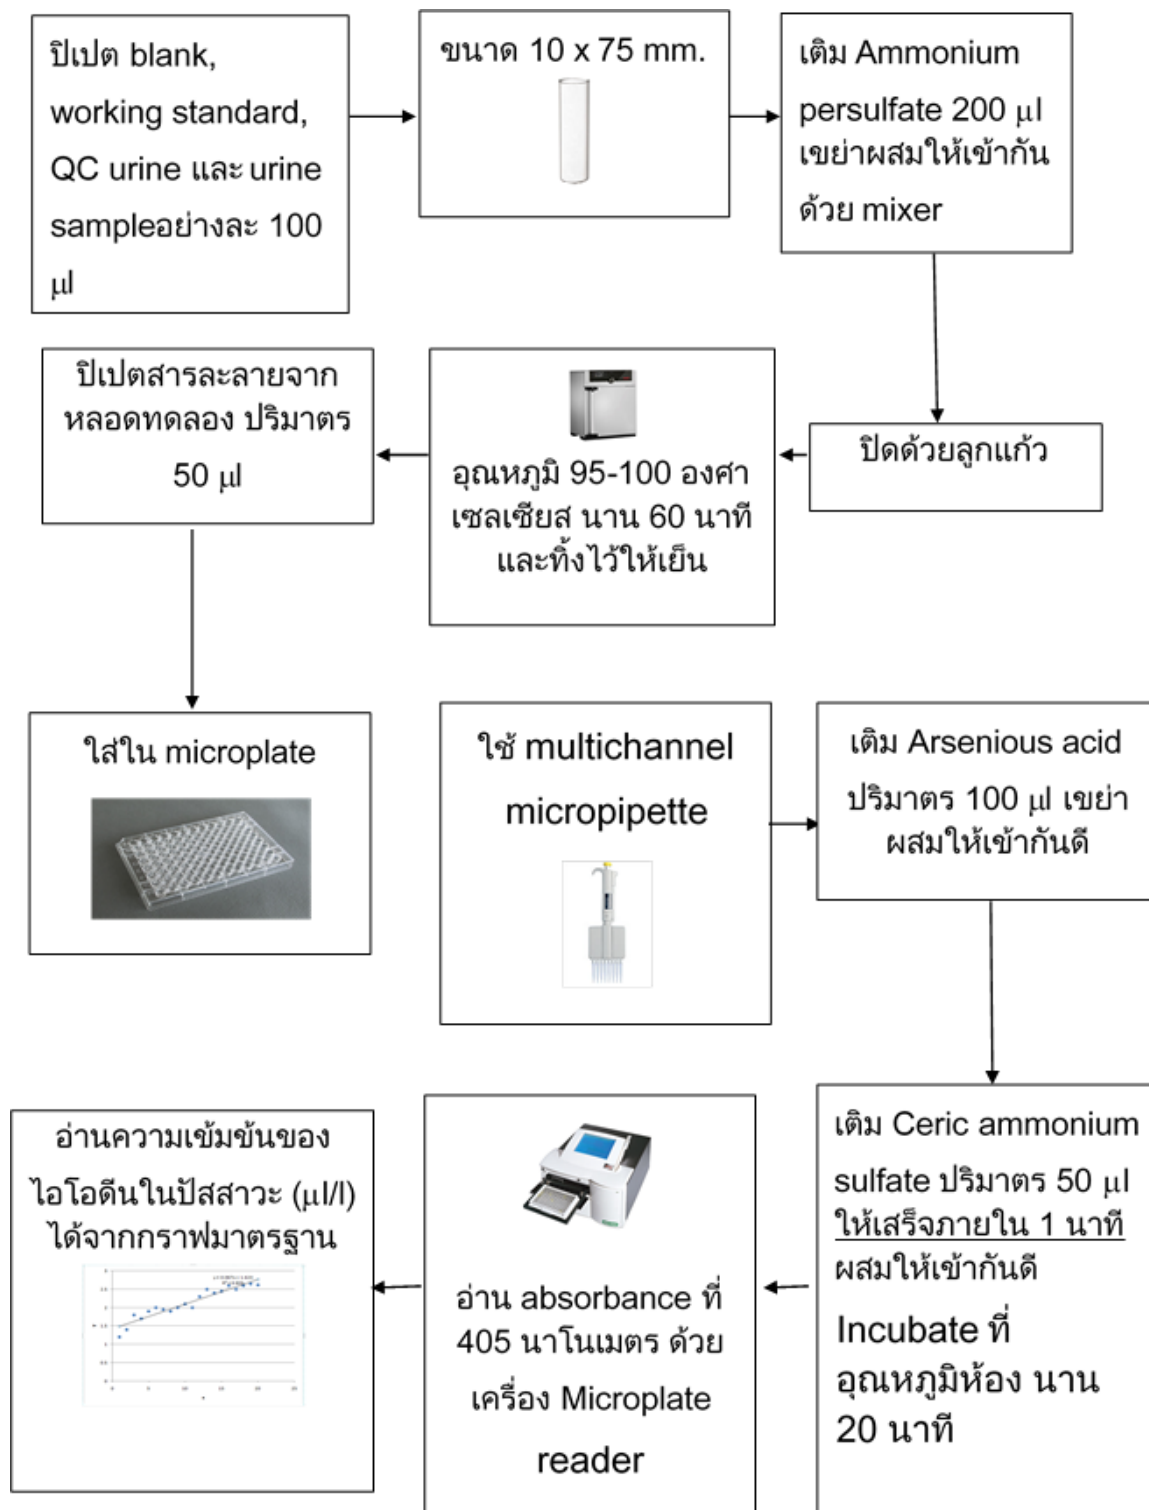 ปิเปต blank,
working standard,
QC urine และ urine
sampleอย่างละ 100
µl
ขนาด 10 x 75 mm.
เติม Ammonium
persulfate 200 µl
เขย่าผสมให้เข้ากัน
ด้วย mixer
ปิดด้วยลูกแก้ว
อุณหภูมิ 95-100 องศา
เซลเซียส นาน 60 นาที
และทิ้งไว้ให้เย็น
ปิเปตสารละลายจาก
หลอดทดลอง ปริมาตร
50 µl
ใส่ใน microplate
ใช้ multichannel
micropipette
เติม Arsenious acid
ปริมาตร 100 µl เขย่า
ผสมให้เข้ากันดี
เติม Ceric ammonium
sulfate ปริมาตร 50 µl
ให้เสร็จภายใน 1 นาที
ผสมให้เข้ากันดี
Incubate ที่
อุณหภูมิห้อง นาน
20 นาที
อ่าน absorbance ที่
405 นาโนเมตร ด้วย
เครื่อง Microplate
reader
อ่านความเข้มข้นของ
ไอโอดีนในปัสสาวะ (µl/l)
ได้จากกราฟมาตรฐาน
0 5 10 15 20 25